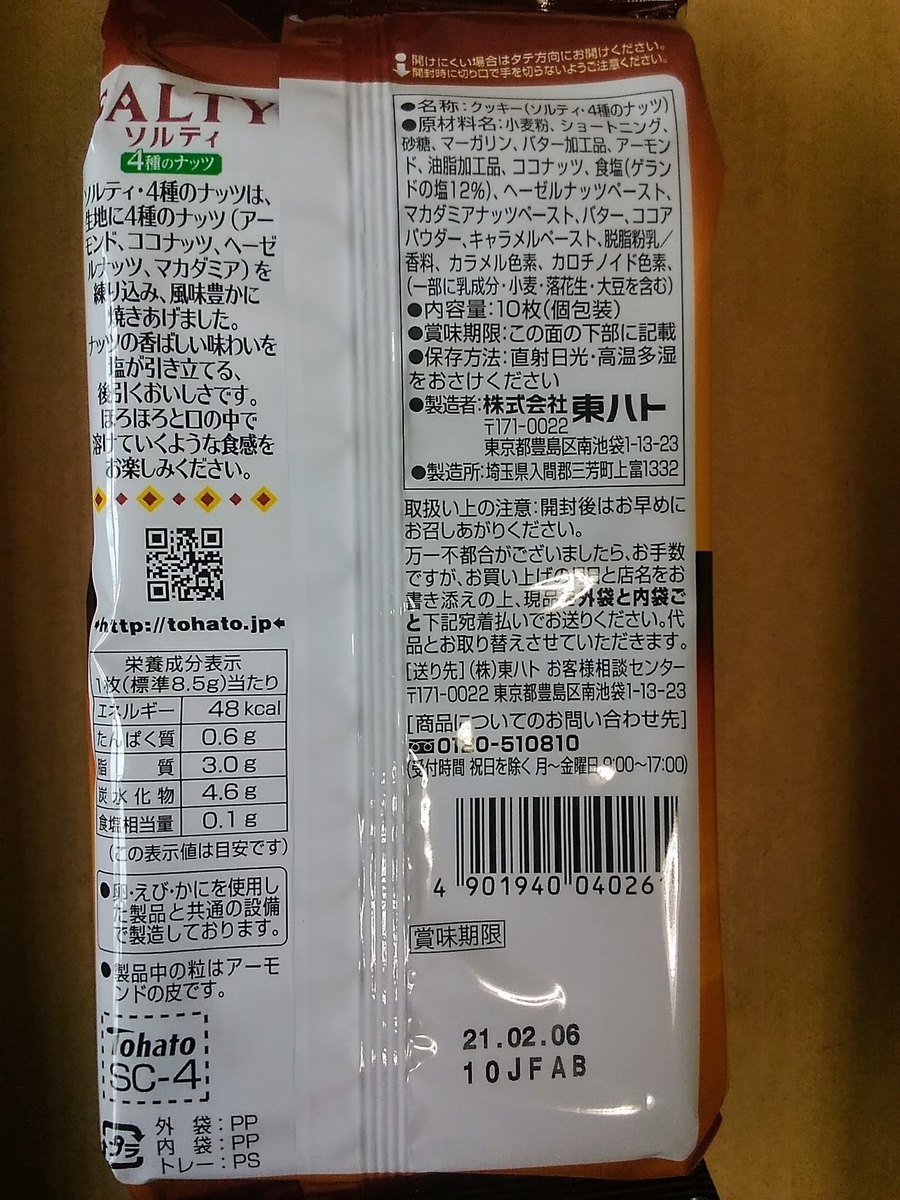 開けにくい場合はタテ方向にお開けください。
開封時に切り口で手を切らないようご注意ください。
SALTY
ソルティ
4種のナッツ
ソルティ・4種のナッツは、
生地に4種のナッツ(アー
モンド、ココナッツ、ヘーゼ
ルナッツ、マカダミア)を
練り込み、風味豊かに
焼きあげました。
ナッツの香ばしい味わいを
塩が引き立てる、
後引くおいしさです。
ほろほろと口の中で
溶けていくような食感を
お楽しみください。
http://tohato.jp
栄養成分表示
1枚(標準8.5g)当たり
エネルギー 48kcal
たんぱく質 0.6g
脂質 3.0g
炭水化物 4.6g
食塩相当量 0.1g
(この表示値は目安です)
●卵・えび・かにを使用し
た製品と共通の設備
で製造しております。
●製品中の粒はアーモ
ンドの皮です。
Tohato
SC-4
プラ
外袋:PP
内袋:PP
トレー:PS
●名称:クッキー(ソルティ・4種のナッツ)
●原材料名:小麦粉、ショートニング、
砂糖、マーガリン、バター加工品、アーモン
ド、油脂加工品、ココナッツ、食塩(ゲラン
ドの塩12%)、ヘーゼルナッツペースト、
マカダミアナッツペースト、バター、ココア
パウダー、キャラメルペースト、脱脂粉乳/
香料、カラメル色素、カロチノイド色素、
(一部に乳成分・小麦・落花生・大豆を含む)
●内容量:10枚(個包装)
●賞味期限:この面の下部に記載
●保存方法:直射日光・高温多湿
をおさけください
●製造者:株式会社東ハト
〒171-0022
東京都豊島区南池袋1-13-23
●製造所:埼玉県入間郡三芳町上富1332
取扱い上の注意:開封後はお早めに
お召しあがりください。
万一不都合がございましたら、お手数
ですが、お買い上げの月日と店名をお
書き添えの上、現品を外袋と内袋ご
と下記宛着払いでお送りください。代
品とお取り替えさせていただきます。
[送り先](株)東ハト お客様相談センター
〒171-0022 東京都豊島区南池袋1-13-23
[商品についてのお問い合わせ先]
0120-510810
(受付時間 祝日を除く月〜金曜日 9:00〜17:00)
4 901940 04026
賞味期限
21.02.06
10JFAB